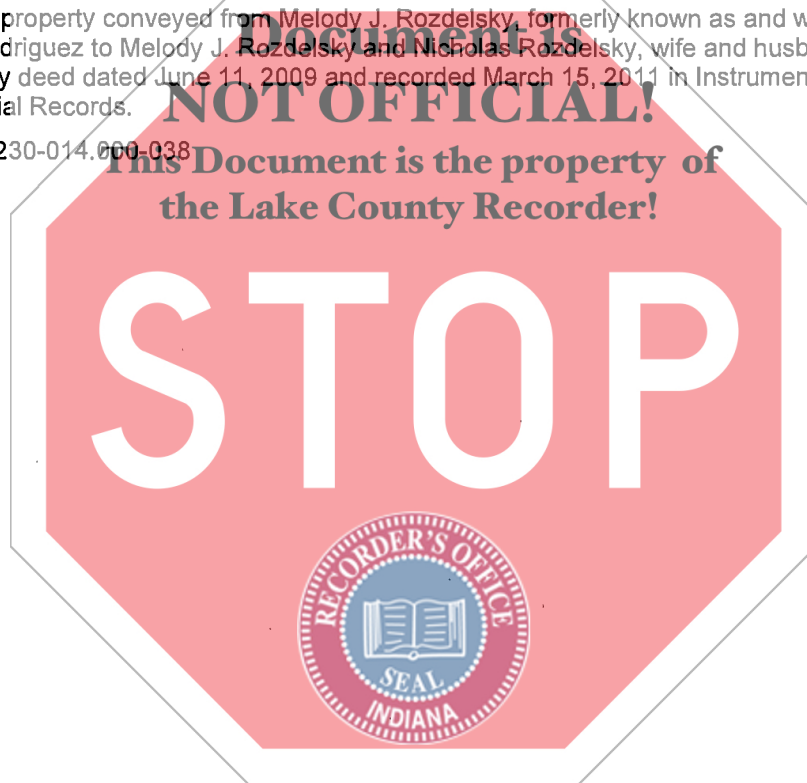 property conveyed from Melody J. Rozdelsky, formerly known as and w
driguez to Melody J. Rozdelsky and Nicholas Rozdelsky, wife and husb
y deed dated June 11, 2009 and recorded March 15, 2011 in Instrumen
ial Records.
230-014.000-038
Document is
NOT OFFICIAL!
This Document is the property of
the Lake County Recorder!
STOP
RECORDER'S OFFICE
SEAL
INDIANA